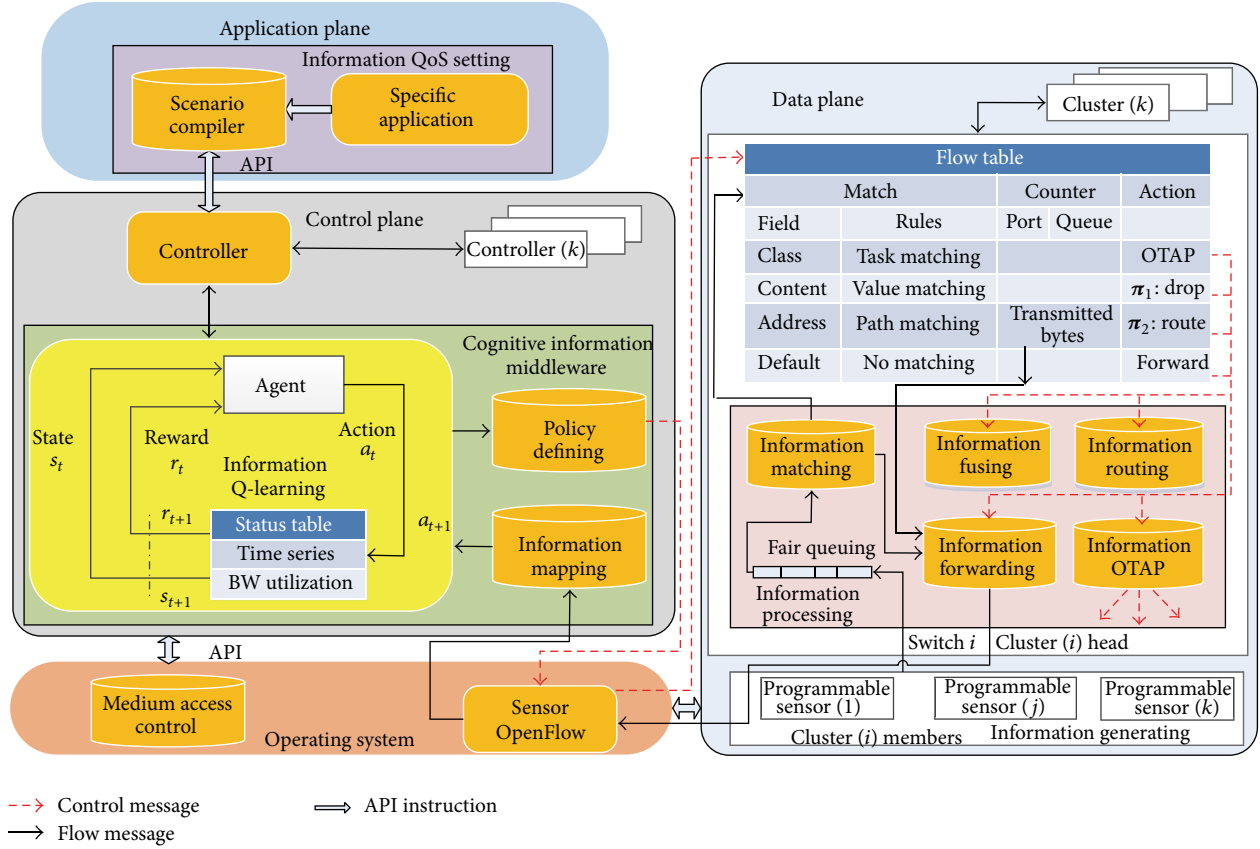 Application plane
Information QoS setting
Scenario
compiler
Specific
application
API
Control plane
Controller
Controller (k)
Cognitive information
middleware
Agent
State
s_t
Reward
r_t
Action
a_t
Information
Q-learning
r_{t+1}
Status table
Time series
BW utilization
s_{t+1}
a_{t+1}
Policy
defining
Information
mapping
API
Medium access
control
Operating system
Sensor
OpenFlow
Data plane
Cluster (k)
Flow table
Match Counter Action
Field Rules Port Queue
Class Task matching OTAP
Content Value matching π₁: drop
Address Path matching Transmitted bytes π₂: route
Default No matching Forward
Information
matching
Information
fusing
Information
routing
Fair queuing
Information
processing
Information
forwarding
Information
OTAP
Switch i Cluster (i) head
Programmable
sensor (1)
Programmable
sensor (j)
Programmable
sensor (k)
Cluster (i) members
Information generating
Control message
Flow message
API instruction